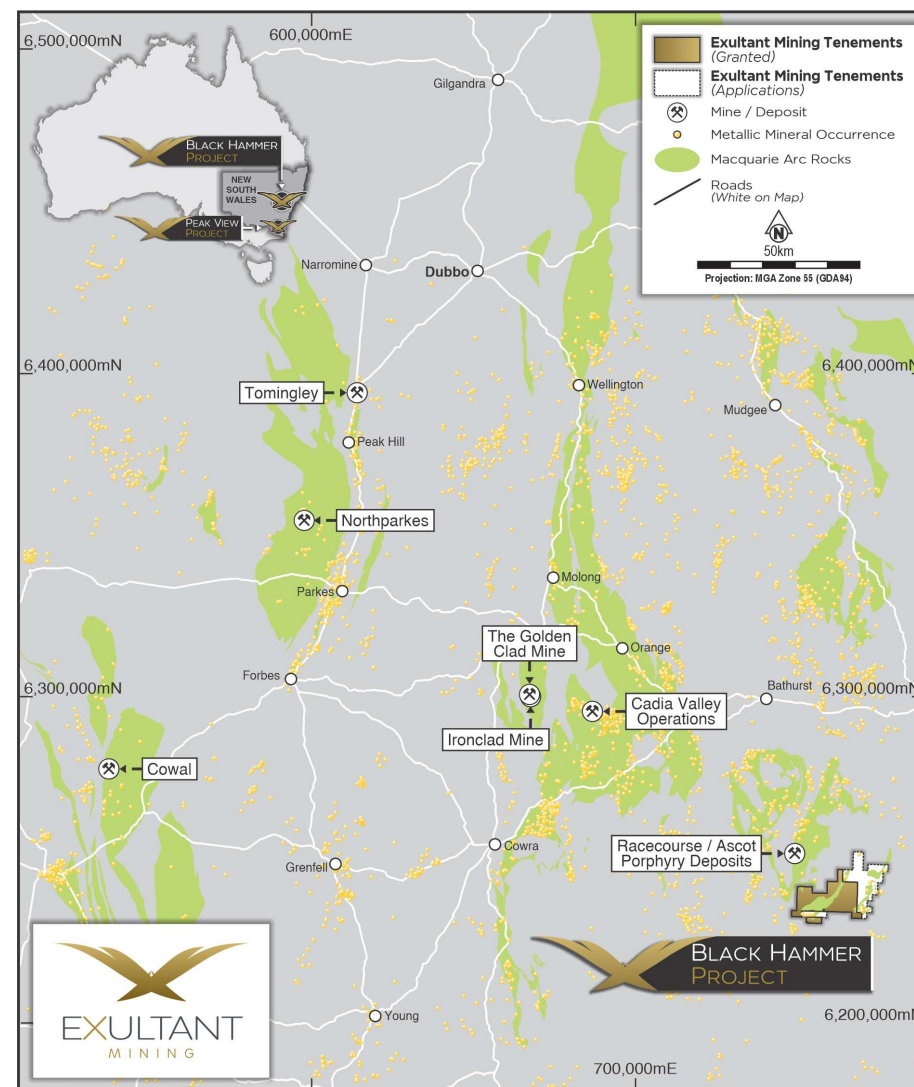 6,500,000mN
600,000mE
Gilgandra
Exultant Mining Tenements
(Granted)
Exultant Mining Tenements
(Applications)
Mine / Deposit
Metallic Mineral Occurrence
Macquarie Arc Rocks
Roads
(White on Map)
N
50km
Projection: MGA Zone 55 (GDA94)
BLACK HAMMER
PROJECT
NEW
SOUTH
WALES
PEAK VIEW
PROJECT
Narromine
Dubbo
6,400,000mN
6,400,000mN
Tomingley
Wellington
Mudgee
Peak Hill
Northparkes
Molong
Parkes
The Golden
Clad Mine
Orange
Forbes
Bathurst
6,300,000mN
6,300,000mN
Cadia Valley
Operations
Ironclad Mine
Cowal
Cowra
Racecourse / Ascot
Porphyry Deposits
Grenfell
BLACK HAMMER
PROJECT
EXULTANT
MINING
Young
6,200,000mN
700,000mE